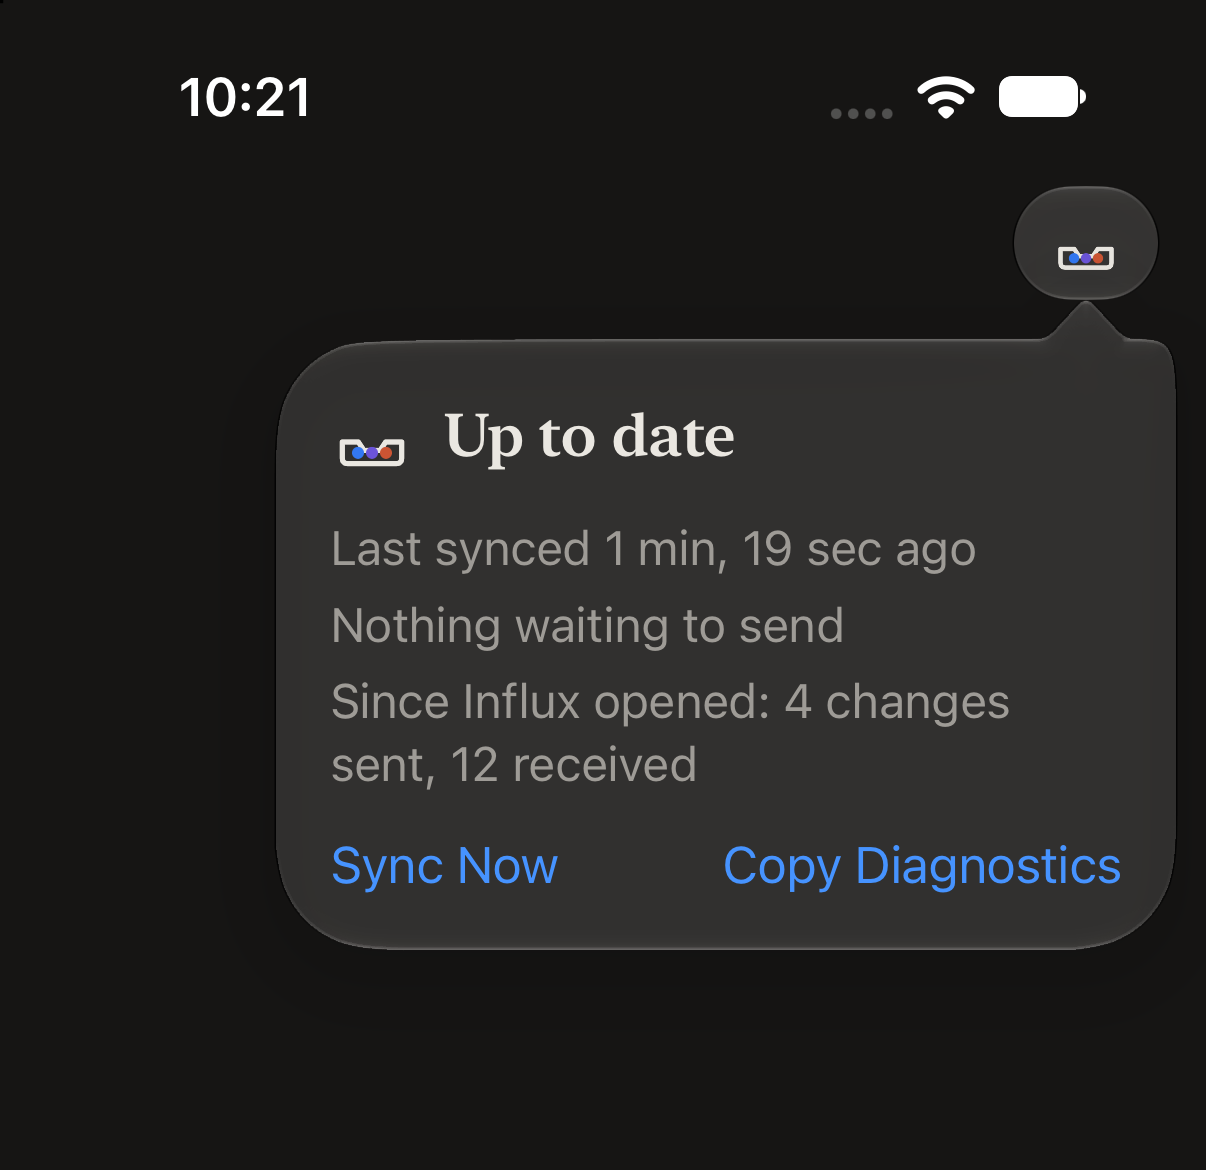 10:21
Up to date
Last synced 1 min, 19 sec ago
Nothing waiting to send
Since Influx opened: 4 changes
sent, 12 received
Sync Now
Copy Diagnostics